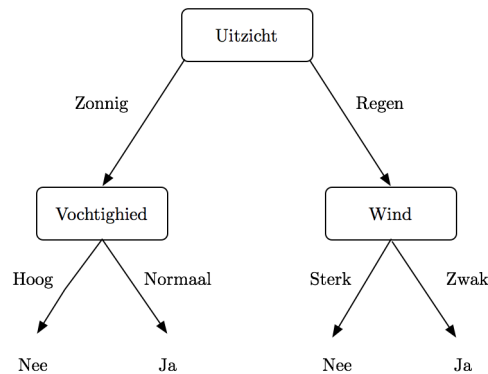 Uitzicht
Zonnig
Regen
Vochtighied
Wind
Hoog
Normaal
Sterk
Zwak
Nee
Ja
Nee
Ja